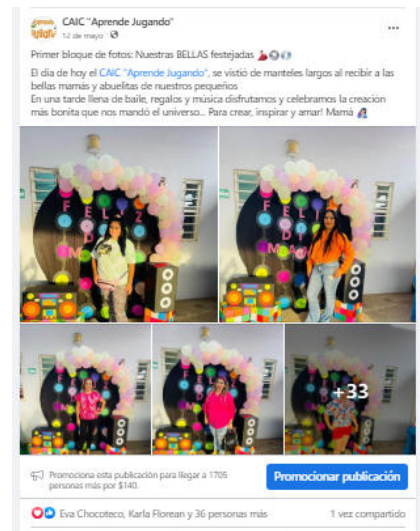 CAIC "Aprende Jugando"
12 de mayo
Primer bloque de fotos: Nuestras BELLAS festejadas
El día de hoy el CAIC "Aprende Jugando", se vistió de manteles largos al recibir a las
bellas mamás y abuelitas de nuestros pequeños
En una tarde llena de baile, regalos y música disfrutamos y celebramos la creación
más bonita que nos mandó el universo... Para crear, inspirar y amar! Mamá
+33
Promociona esta publicación para llegar a 1705
personas más por $140.
Promocionar publicación
Eva Chocoteco, Karla Florean y 36 personas más
1 vez compartido